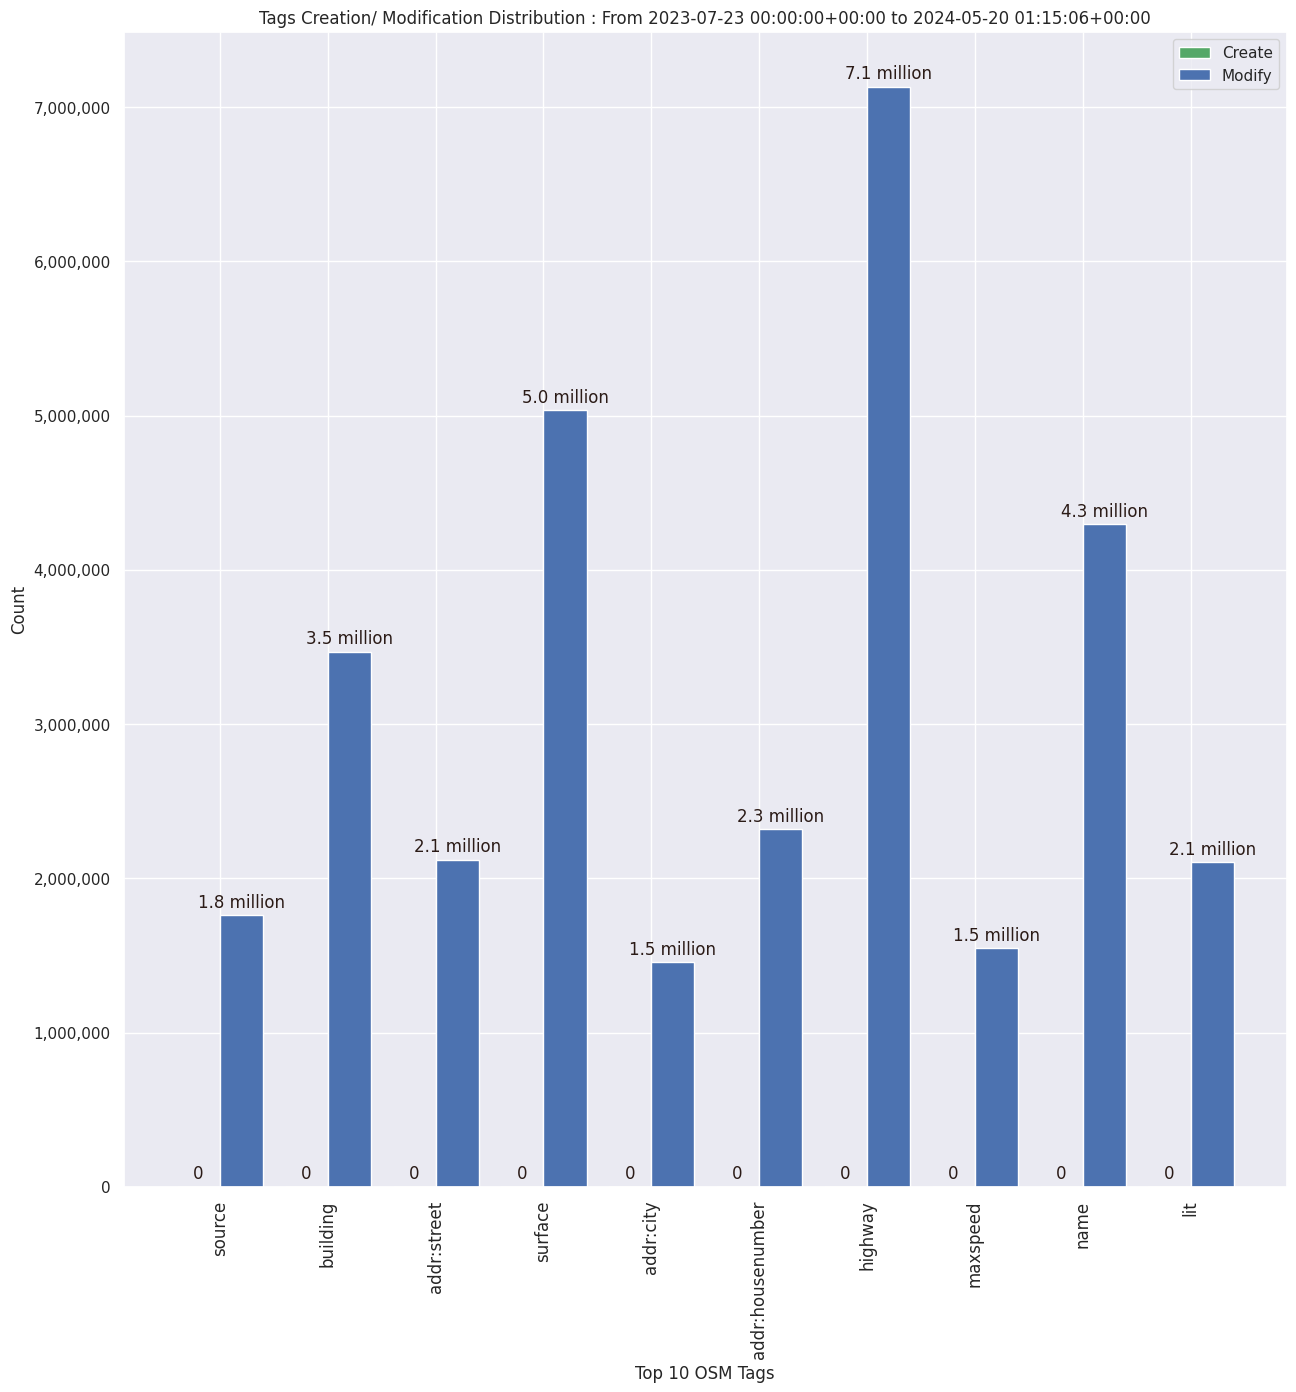 Tags Creation/ Modification Distribution : From 2023-07-23 00:00:00+00:00 to 2024-05-20 01:15:06+00:00
Create
Modify
7.1 million
7,000,000
6,000,000
5.0 million
5,000,000
4.3 million
4,000,000
3.5 million
3,000,000
2.3 million
2.1 million
2.1 million
2,000,000
1.8 million
1.5 million
1.5 million
1,000,000
0 0 0 0 0 0 0 0 0 0
0
Count
source
building
addr:street
surface
addr:city
addr:housenumber
highway
maxspeed
name
lit
Top 10 OSM Tags